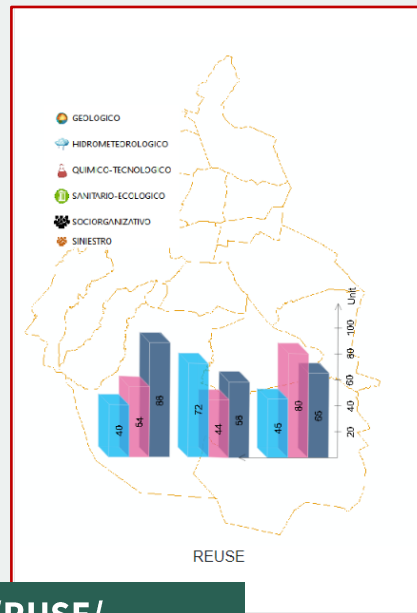 GEOLOGICO
HIDROMETEOROLOGICO
QUIMICO-TECNOLOGICO
SANITARIO-ECOLOGICO
SOCIORGANIZATIVO
SINIESTRO
Unit
100
80
60
40
20
40
54
88
72
44
58
45
80
65
REUSE